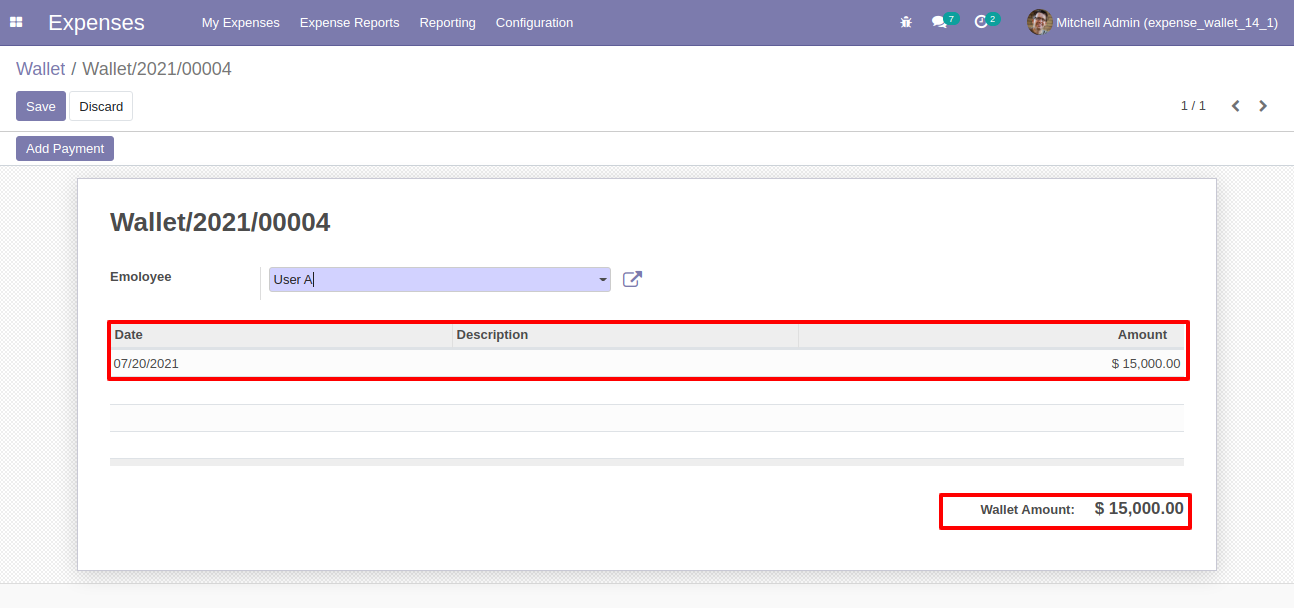 Expenses My Expenses Expense Reports Reporting Configuration 7 2 Mitchell Admin (expense_wallet_14_1)
Wallet / Wallet/2021/00004
Save Discard 1 / 1
Add Payment
Wallet/2021/00004
Emoloyee User A
Date Description Amount
07/20/2021 $ 15,000.00
Wallet Amount: $ 15,000.00